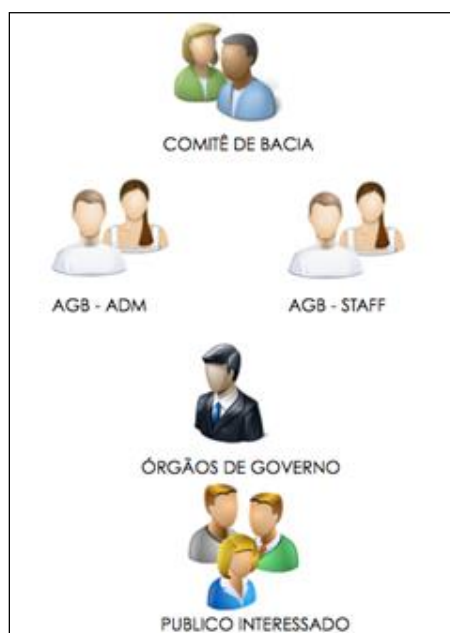 COMITÊ DE BACIA
AGB - ADM
AGB - STAFF
ÓRGÃOS DE GOVERNO
PUBLICO INTERESSADO